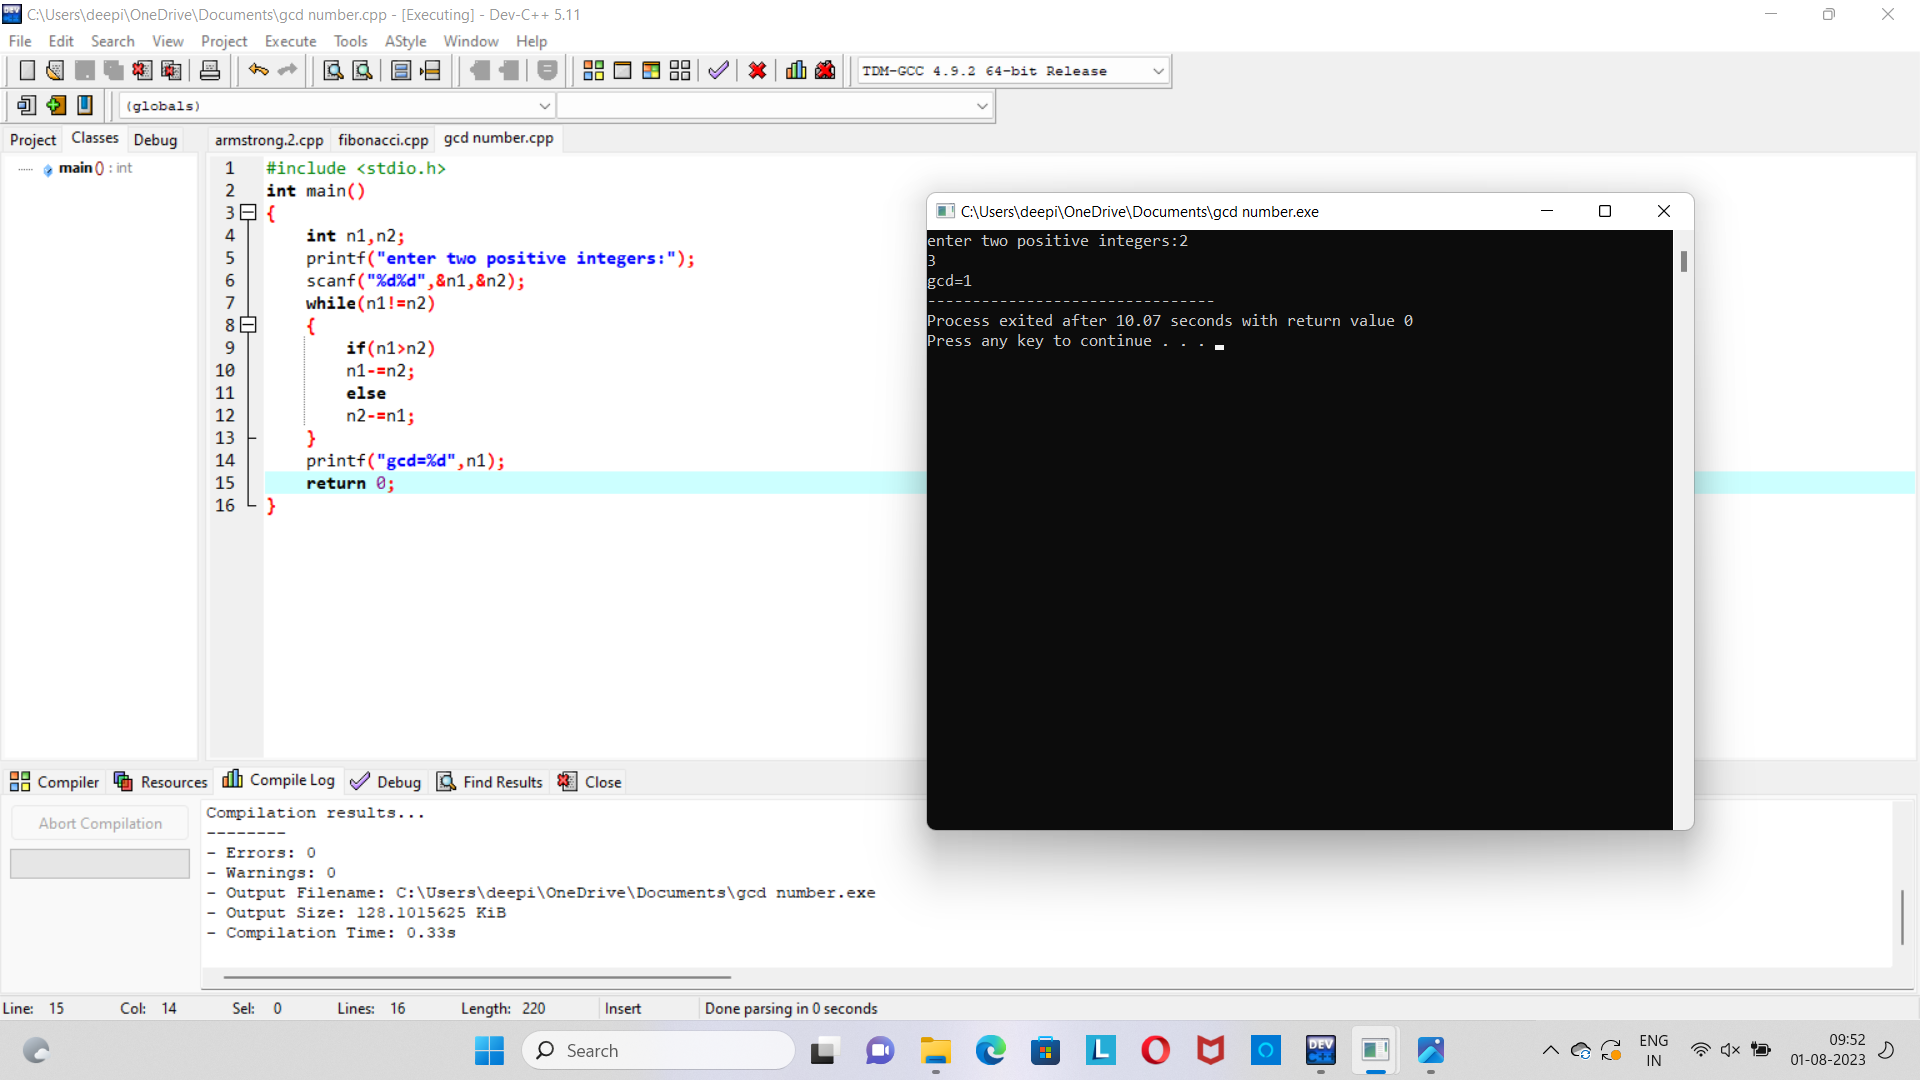 C:\Users\deepi\OneDrive\Documents\gcd number.cpp - [Executing] - Dev-C++ 5.11
File Edit Search View Project Execute Tools AStyle Window Help
TDM-GCC 4.9.2 64-bit Release
(globals)
Project Classes Debug
armstrong.2.cpp fibonacci.cpp gcd number.cpp
main () : int
1 #include <stdio.h>
2 int main()
3 {
4 int n1,n2;
5 printf("enter two positive integers:");
6 scanf("%d%d",&n1,&n2);
7 while(n1!=n2)
8 {
9 if(n1>n2)
10 n1-=n2;
11 else
12 n2-=n1;
13 }
14 printf("gcd=%d",n1);
15 return 0;
16 }
C:\Users\deepi\OneDrive\Documents\gcd number.exe
enter two positive integers:2
3
gcd=1
--------------------------------
Process exited after 10.07 seconds with return value 0
Press any key to continue . . .
Compiler Resources Compile Log Debug Find Results Close
Abort Compilation
Compilation results...
--------
- Errors: 0
- Warnings: 0
- Output Filename: C:\Users\deepi\OneDrive\Documents\gcd number.exe
- Output Size: 128.1015625 KiB
- Compilation Time: 0.33s
Line: 15 Col: 14 Sel: 0 Lines: 16 Length: 220 Insert Done parsing in 0 seconds
Search
DEV
L
ENG
IN
09:52
01-08-2023